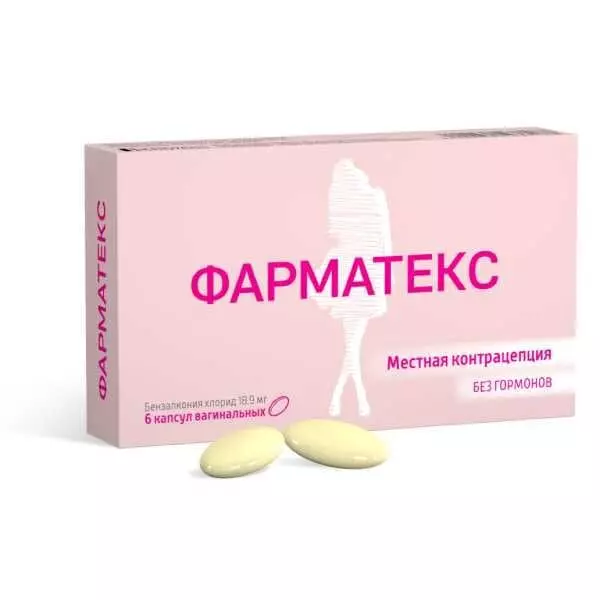 ФАРМАТЕКС
ФАРМАТЕКС
Местная контрацепция
БЕЗ ГОРМОНОВ
Бензалкония хлорид 18.9 мг
6 капсул вагинальных